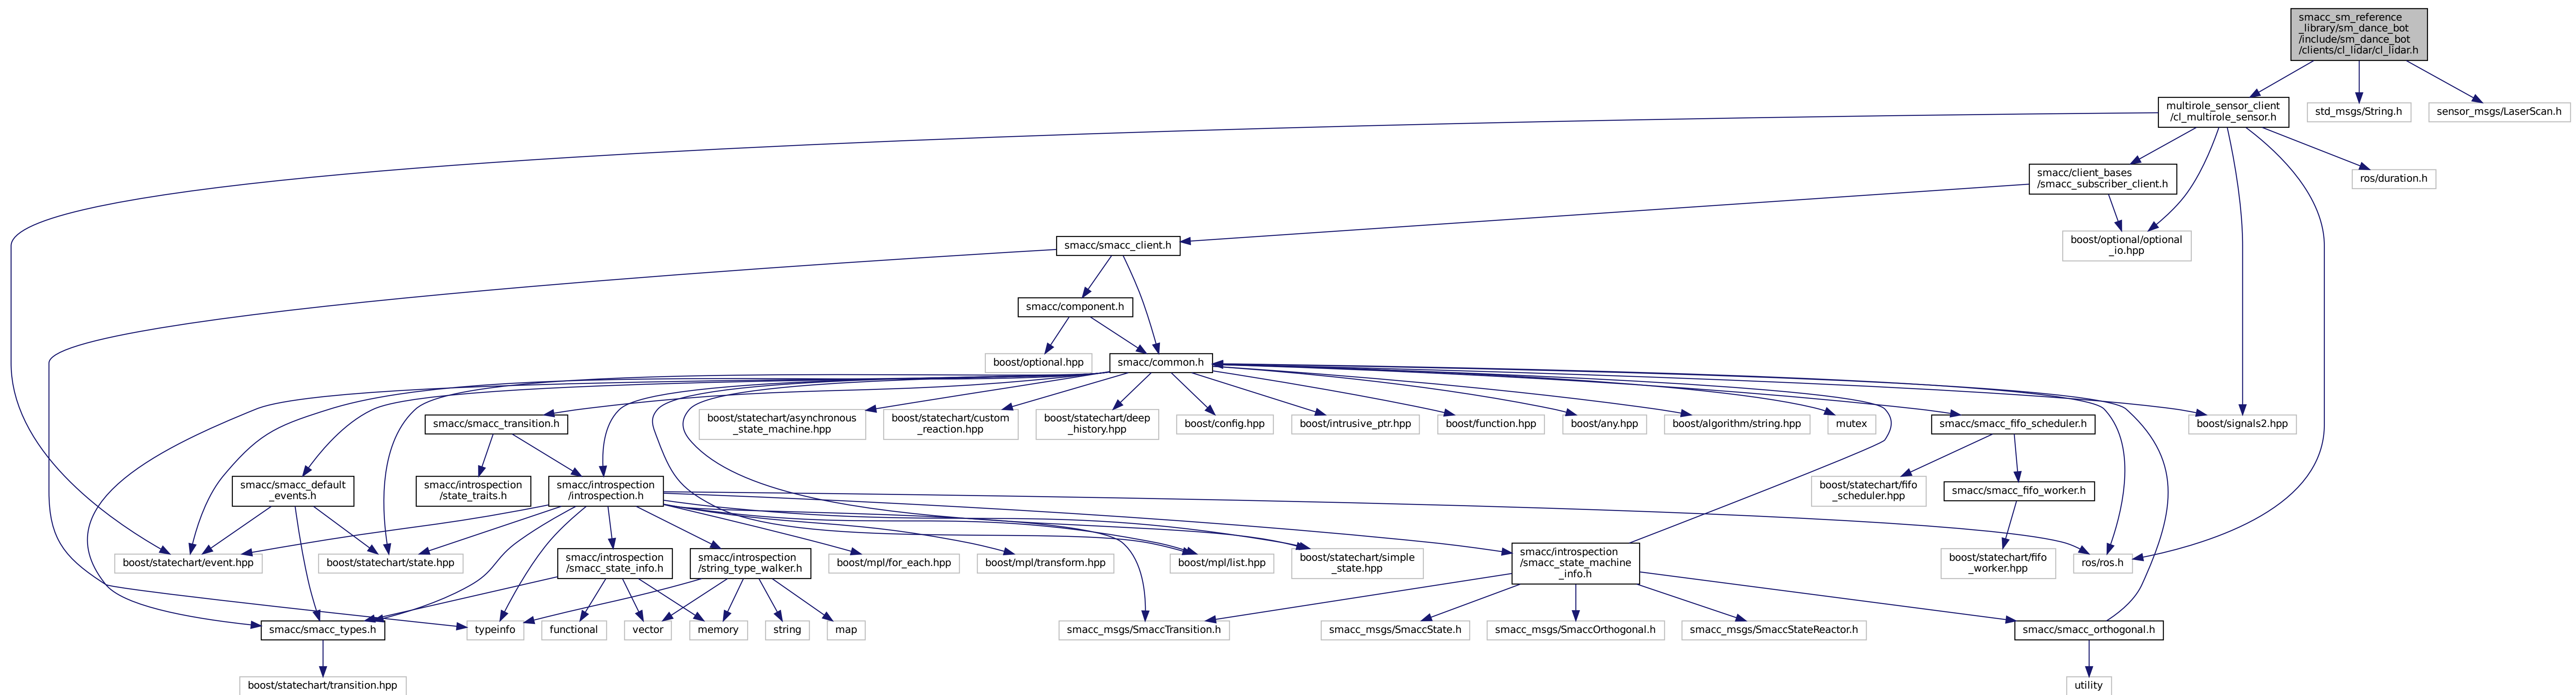 smacc_sm_reference
_library/sm_dance_bot
/include/sm_dance_bot
/clients/cl_lidar/cl_lidar.h
multirole_sensor_client
/cl_multirole_sensor.h
std_msgs/String.h
sensor_msgs/LaserScan.h
smacc/client_bases
/smacc_subscriber_client.h
ros/duration.h
smacc/smacc_client.h
boost/optional/optional
_io.hpp
smacc/component.h
boost/optional.hpp
smacc/common.h
smacc/smacc_transition.h
boost/statechart/asynchronous
_state_machine.hpp
boost/statechart/custom
_reaction.hpp
boost/statechart/deep
_history.hpp
boost/config.hpp
boost/intrusive_ptr.hpp
boost/function.hpp
boost/any.hpp
boost/algorithm/string.hpp
mutex
smacc/smacc_fifo_scheduler.h
boost/signals2.hpp
smacc/smacc_default
_events.h
smacc/introspection
/state_traits.h
smacc/introspection
/introspection.h
boost/statechart/fifo
_scheduler.hpp
smacc/smacc_fifo_worker.h
boost/statechart/event.hpp
boost/statechart/state.hpp
smacc/introspection
/smacc_state_info.h
smacc/introspection
/string_type_walker.h
boost/mpl/for_each.hpp
boost/mpl/transform.hpp
boost/mpl/list.hpp
boost/statechart/simple
_state.hpp
smacc/introspection
/smacc_state_machine
_info.h
boost/statechart/fifo
_worker.hpp
ros/ros.h
smacc/smacc_types.h
typeinfo
functional
vector
memory
string
map
smacc_msgs/SmaccTransition.h
smacc_msgs/SmaccState.h
smacc_msgs/SmaccOrthogonal.h
smacc_msgs/SmaccStateReactor.h
smacc/smacc_orthogonal.h
boost/statechart/transition.hpp
utility